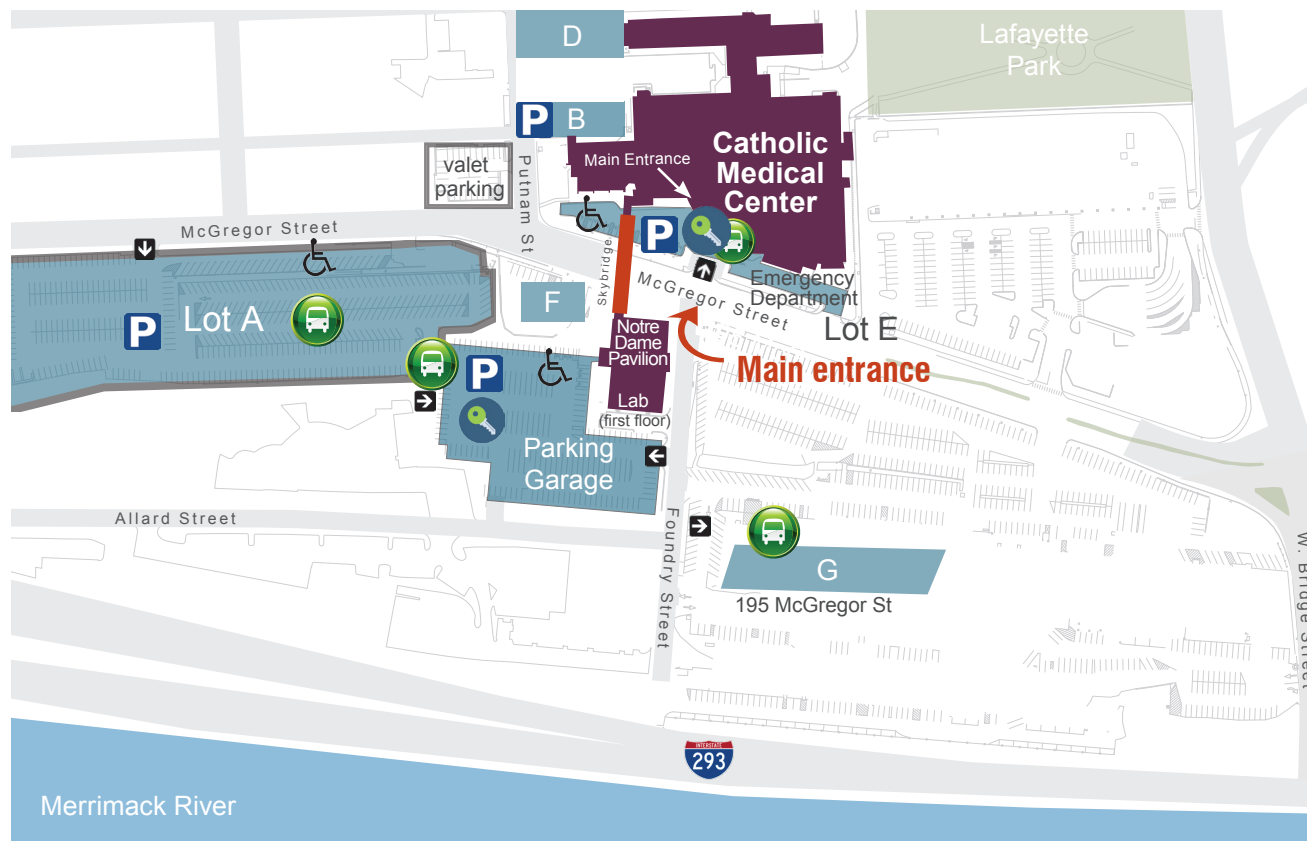 D
Lafayette
Park
P
B
Catholic
Medical
Center
Main Entrance
valet
parking
Putnam St
McGregor Street
P
Skybridge
Emergency
Department
McGregor Street
F
Lot A
P
Lot E
Notre
Dame
Pavilion
Main entrance
P
Lab
(first floor)
Parking
Garage
Allard Street
Foundry Street
W. Bridge Street
G
195 McGregor St
INTERSTATE
293
Merrimack River